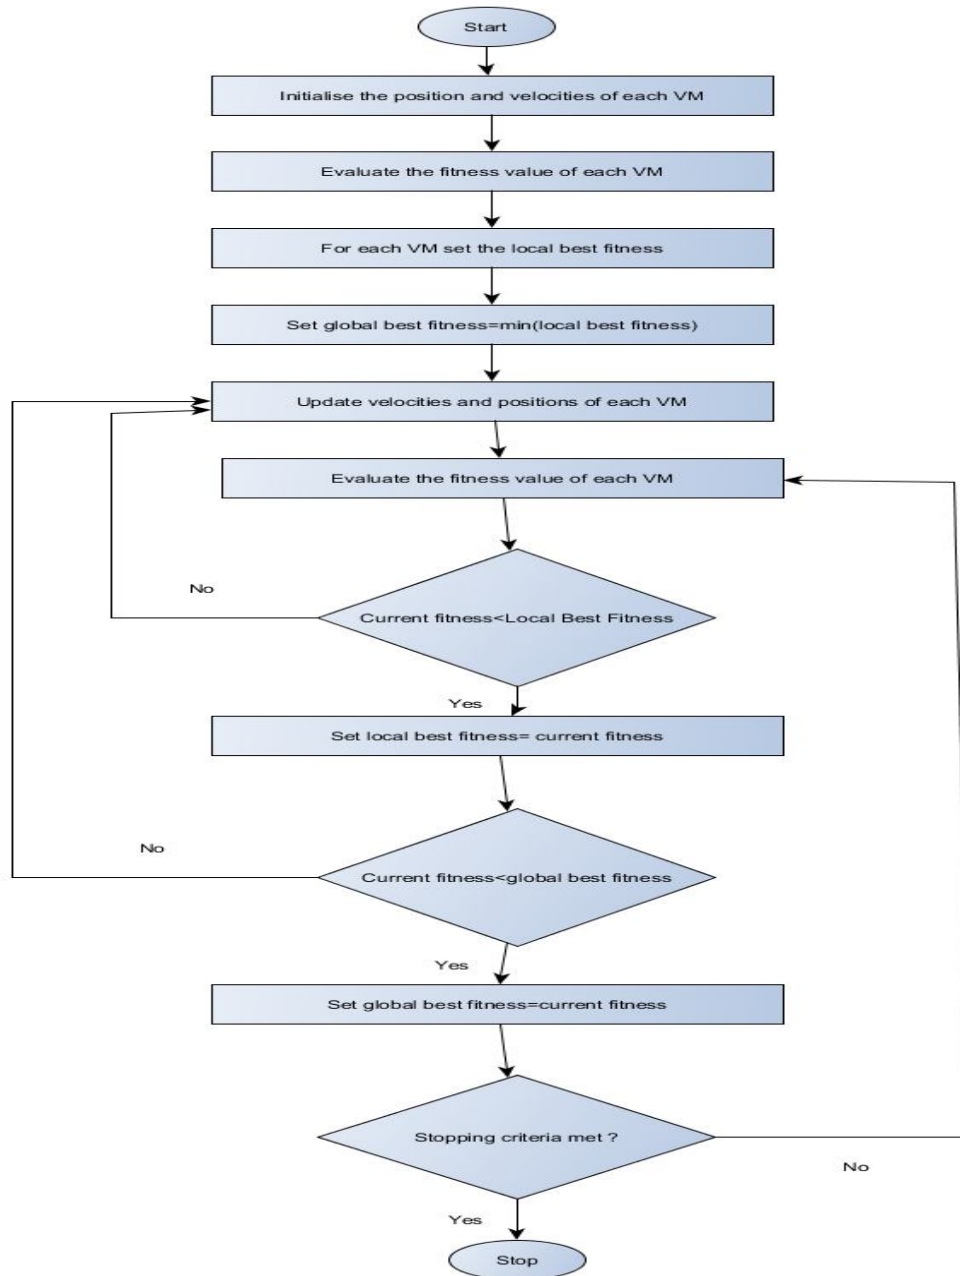 Start
Initialise the position and velocities of each VM
Evaluate the fitness value of each VM
For each VM set the local best fitness
Set global best fitness=min(local best fitness)
Update velocities and positions of each VM
Evaluate the fitness value of each VM
No
Current fitness<Local Best Fitness
Yes
Set local best fitness= current fitness
No
Current fitness<global best fitness
Yes
Set global best fitness=current fitness
Stopping criteria met ?
No
Yes
Stop